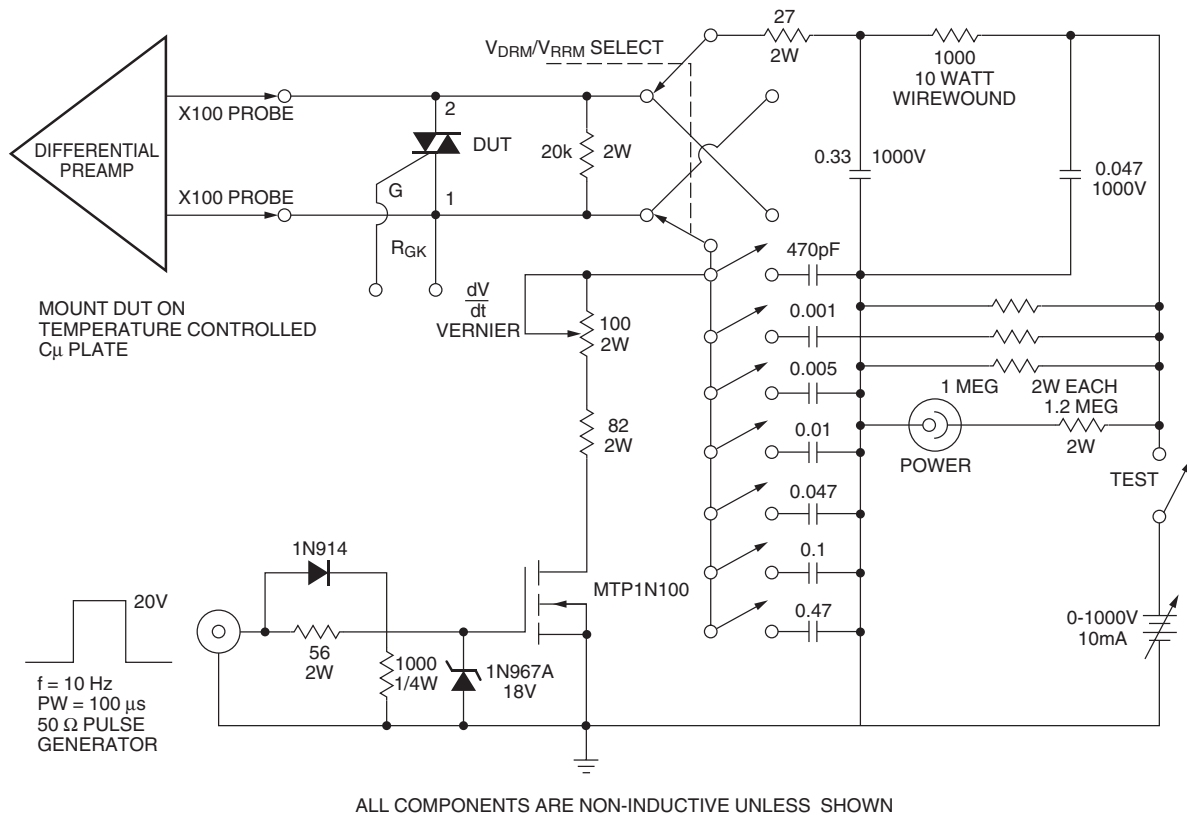 27
2W
V_DRM/V_RRM SELECT
1000
10 WATT
WIREWOUND
X100 PROBE
2
DIFFERENTIAL
PREAMP
DUT
20k
2W
0.33
1000V
0.047
1000V
G
1
X100 PROBE
R_GK
470pF
MOUNT DUT ON
TEMPERATURE CONTROLLED
Cμ PLATE
dV
dt
VERNIER
100
2W
0.001
0.005
1 MEG
2W EACH
1.2 MEG
82
2W
0.01
POWER
2W
TEST
0.047
1N914
0.1
MTP1N100
20V
0.47
0-1000V
10mA
56
2W
1000
1/4W
1N967A
18V
f = 10 Hz
PW = 100 μs
50 Ω PULSE
GENERATOR
ALL COMPONENTS ARE NON-INDUCTIVE UNLESS SHOWN